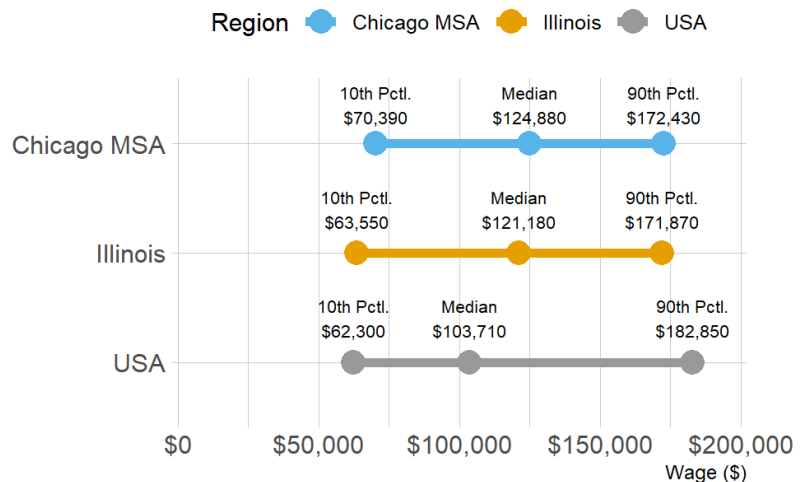 Region Chicago MSA Illinois USA
10th Pctl. Median 90th Pctl.
$70,390 $124,880 $172,430
Chicago MSA
10th Pctl. Median 90th Pctl.
$63,550 $121,180 $171,870
Illinois
10th Pctl. Median 90th Pctl.
$62,300 $103,710 $182,850
USA
$0 $50,000 $100,000 $150,000 $200,000
Wage ($)